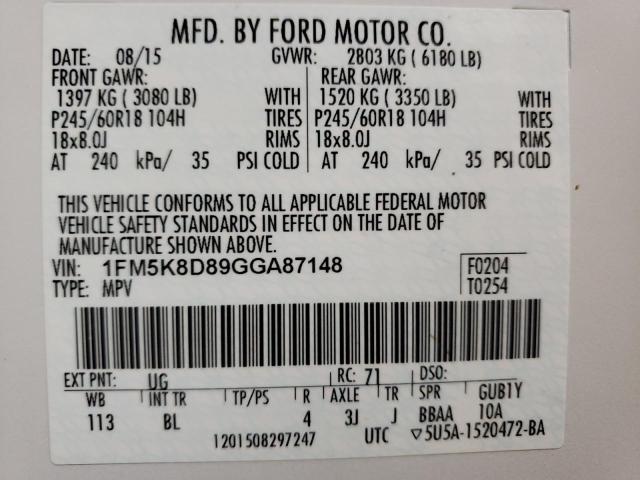 MFD. BY FORD MOTOR CO.
DATE: 08/15 GVWR: 2803 KG ( 6180 LB)
FRONT GAWR: REAR GAWR:
1397 KG ( 3080 LB) WITH 1520 KG ( 3350 LB) WITH
P245/60R18 104H TIRES P245/60R18 104H TIRES
18x8.0J RIMS 18x8.0J RIMS
AT 240 kPa/ 35 PSI COLD AT 240 kPa/ 35 PSI COLD
THIS VEHICLE CONFORMS TO ALL APPLICABLE FEDERAL MOTOR
VEHICLE SAFETY STANDARDS IN EFFECT ON THE DATE OF
MANUFACTURE SHOWN ABOVE.
VIN: 1FM5K8D89GGA87148 F0204
TYPE: MPV T0254
EXT PNT: UG RC: 71 DSO:
WB INT TR TP/PS R AXLE TR SPR GUB1Y
113 BL 4 3J J BBAA 10A
1201508297247 UTC ▽5U5A-1520472-BA